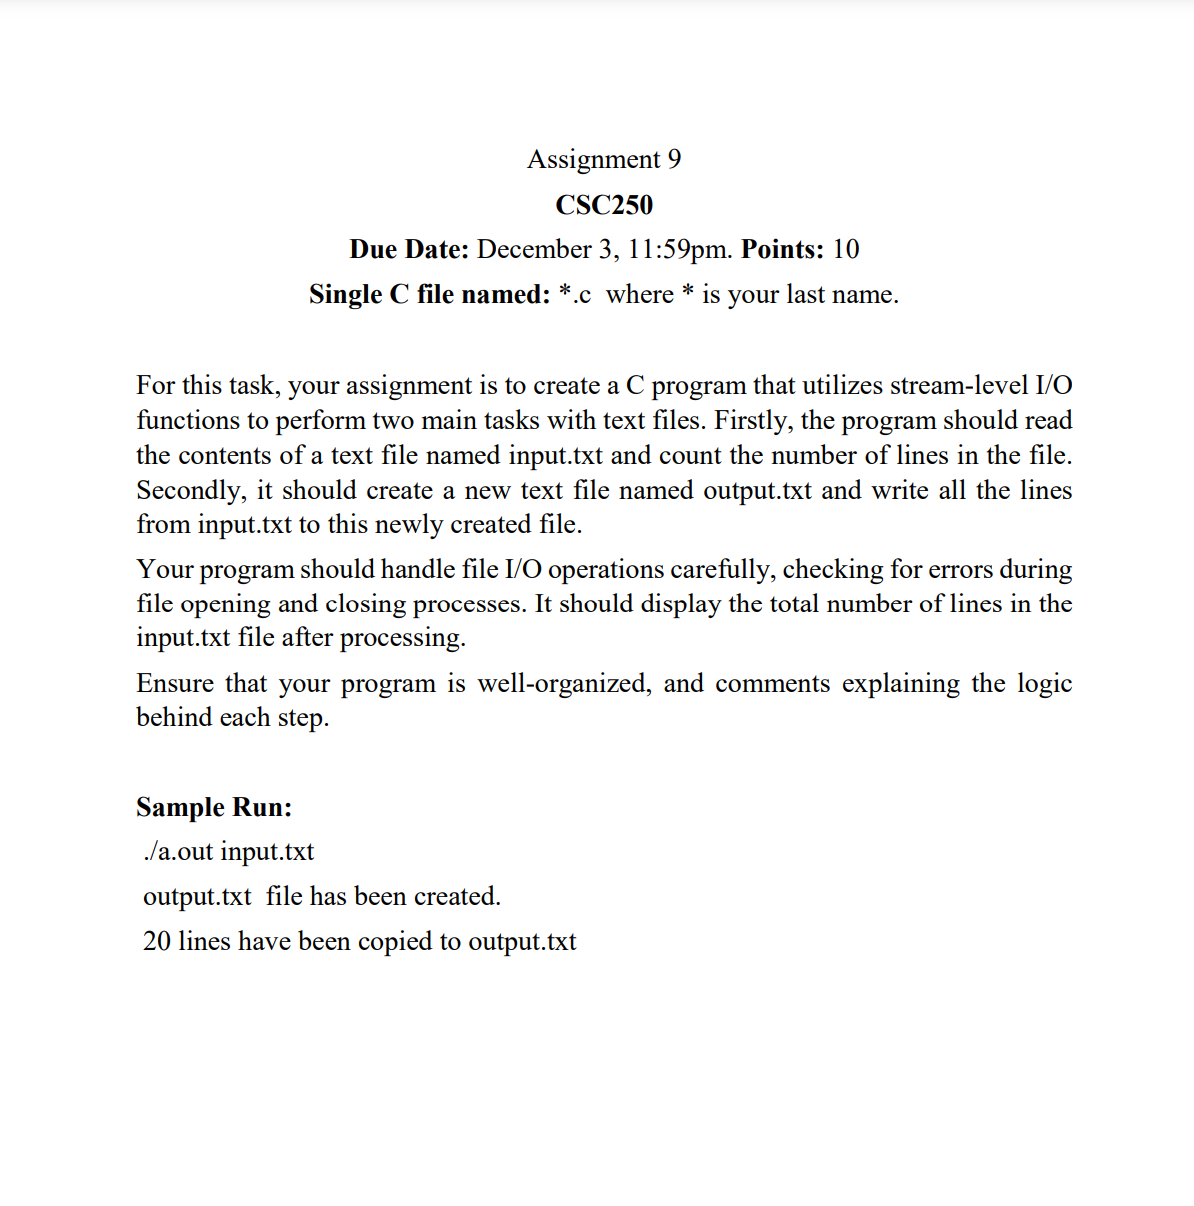 Assignment 9
CSC250
Due Date: December 3, 11:59pm. Points: 10
Single C file named: *.c  where * is your last name.
For this task, your assignment is to create a C program that utilizes stream-level I/O
functions to perform two main tasks with text files. Firstly, the program should read
the contents of a text file named input.txt and count the number of lines in the file.
Secondly, it should create a new text file named output.txt and write all the lines
from input.txt to this newly created file.
Your program should handle file I/O operations carefully, checking for errors during
file opening and closing processes. It should display the total number of lines in the
input.txt file after processing.
Ensure that your program is well-organized, and comments explaining the logic
behind each step.
Sample Run:
./a.out input.txt
output.txt  file has been created.
20 lines have been copied to output.txt